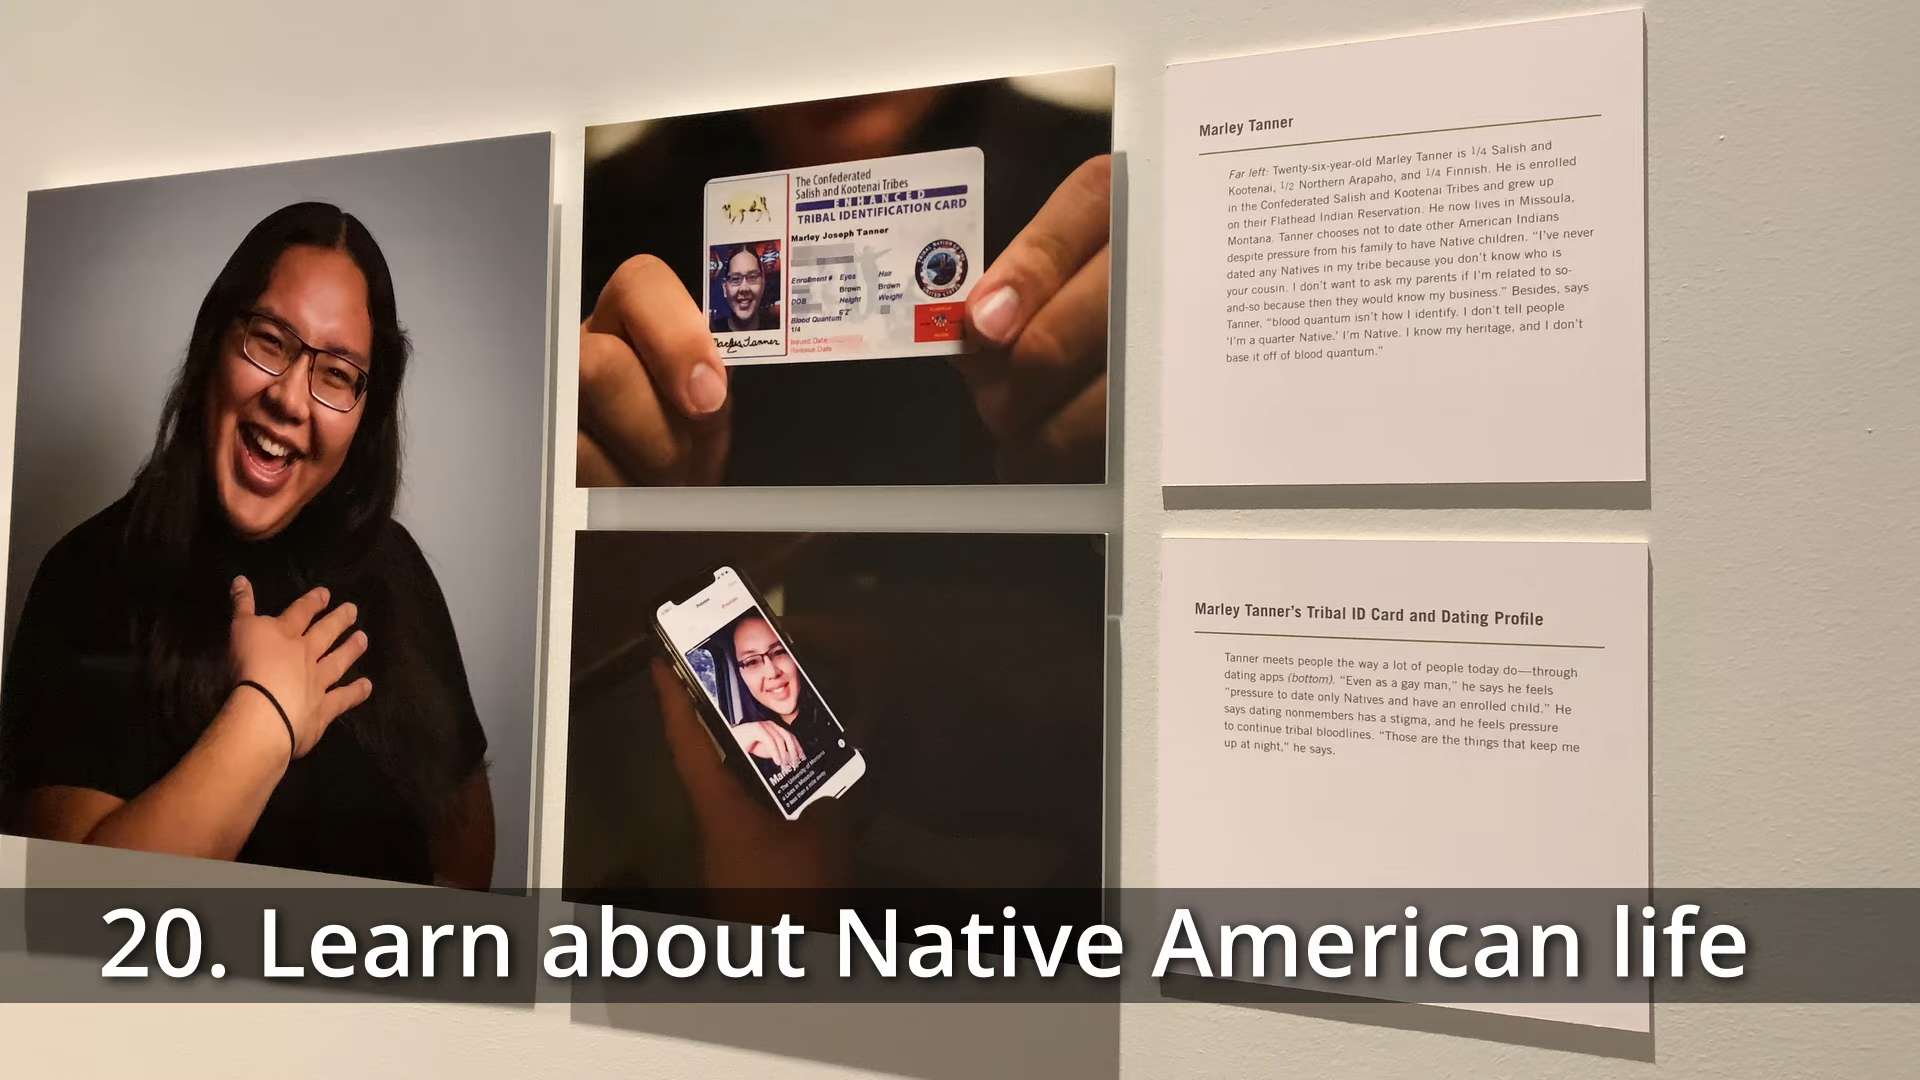 The Confederated
Salish and Kootenai Tribes
ENHANCED
TRIBAL IDENTIFICATION CARD
Marley Joseph Tanner
Enrollment # Eyes Hair
Brown Brown
DOB Height Weight
6'2"
Blood Quantum
1/4
Issued Date
Marley Tanner
Far left: Twenty-six-year-old Marley Tanner is 1/4 Salish and
Kootenai, 1/2 Northern Arapaho, and 1/4 Finnish. He is enrolled
in the Confederated Salish and Kootenai Tribes and grew up
on their Flathead Indian Reservation. He now lives in Missoula,
Montana. Tanner chooses not to date other American Indians
despite pressure from his family to have Native children. “I’ve never
dated any Natives in my tribe because you don’t know who is
your cousin. I don’t want to ask my parents if I’m related to so-
and-so because then they would know my business.” Besides, says
Tanner, “blood quantum isn’t how I identify. I don’t tell people
‘I’m a quarter Native.’ I’m Native. I know my heritage, and I don’t
base it off of blood quantum.”
The University of Montana
Lives in Missoula
Marley Tanner’s Tribal ID Card and Dating Profile
Tanner meets people the way a lot of people today do—through
dating apps (bottom). “Even as a gay man,” he says he feels
“pressure to date only Natives and have an enrolled child.” He
says dating nonmembers has a stigma, and he feels pressure
to continue tribal bloodlines. “Those are the things that keep me
up at night,” he says.
20. Learn about Native American life